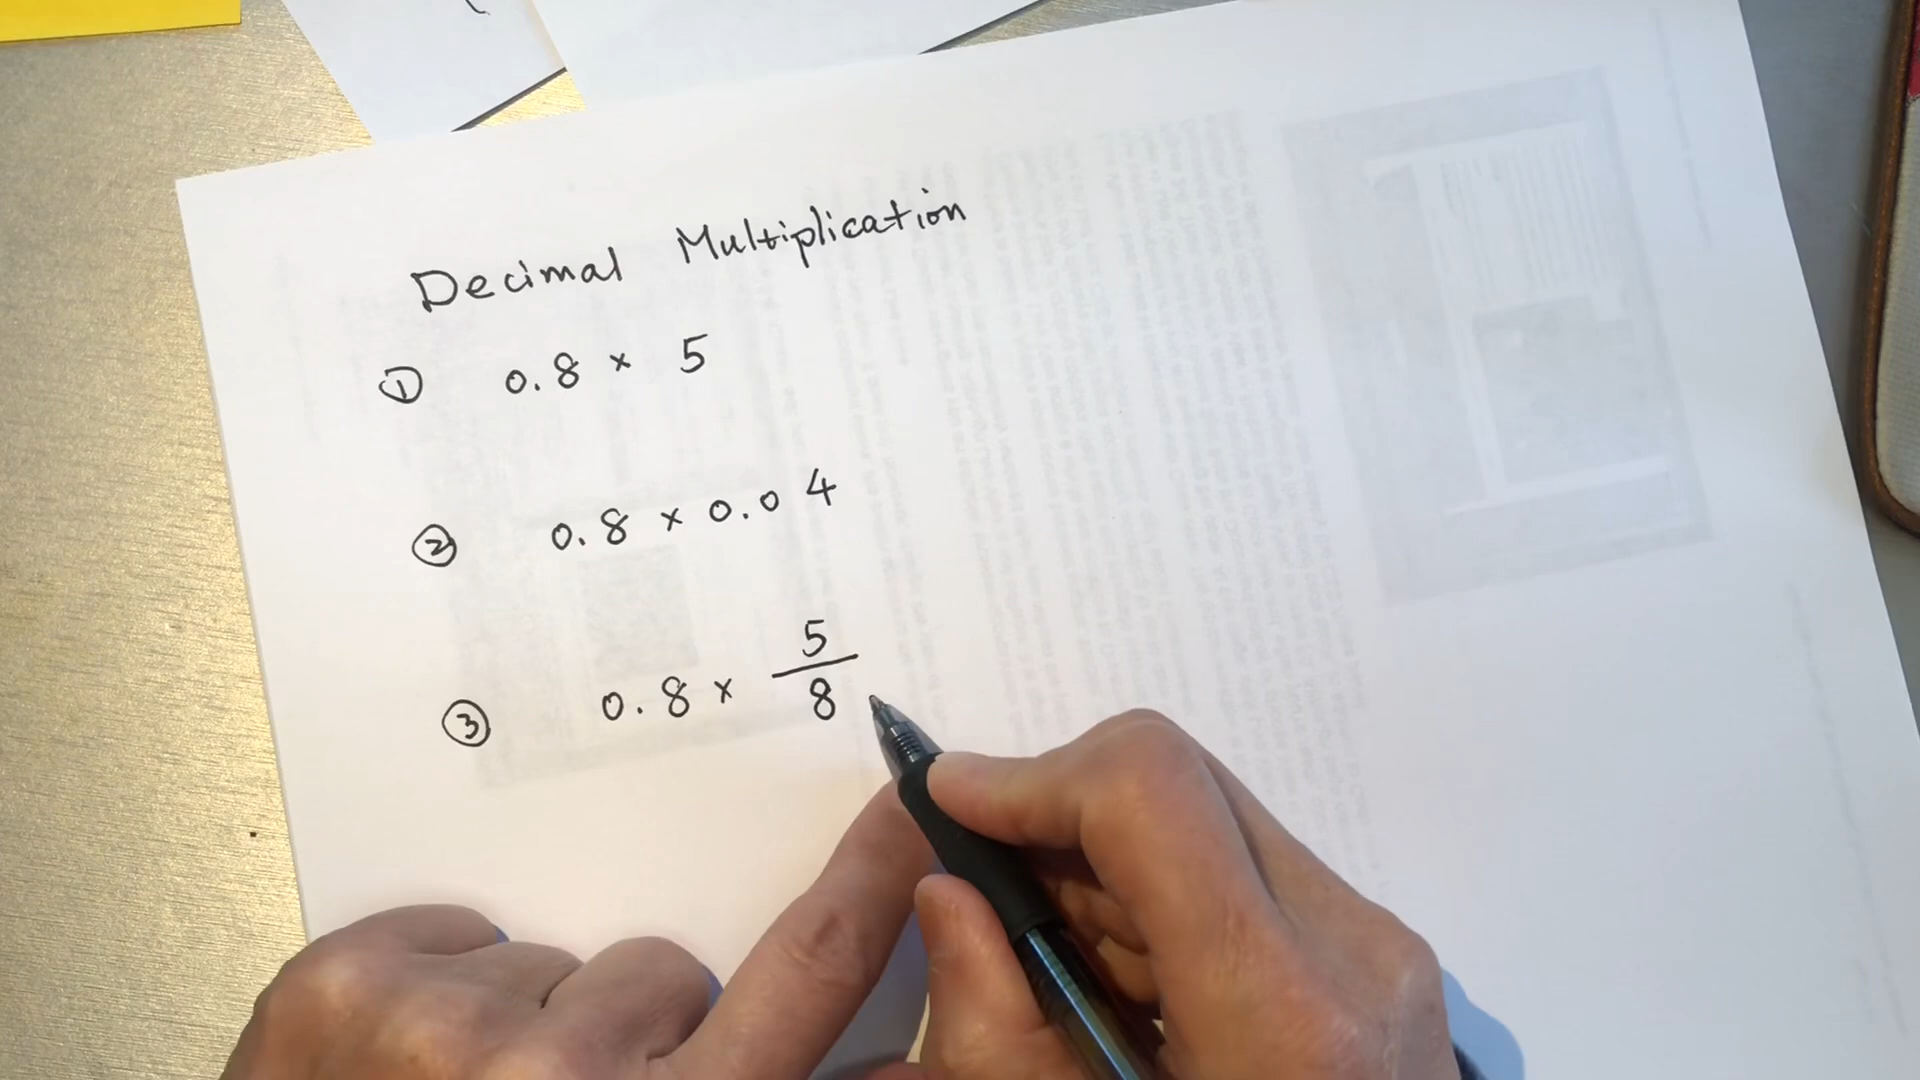 Decimal Multiplication
① 0.8 × 5
② 0.8 × 0.04
③ 0.8 × 5/8